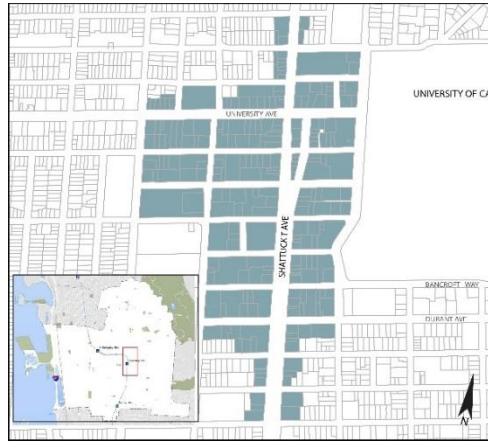 UNIVERSITY OF CA
UNIVERSITY AVE
SHATTUCK AVE
BANCROFT WAY
DURANT AVE
N